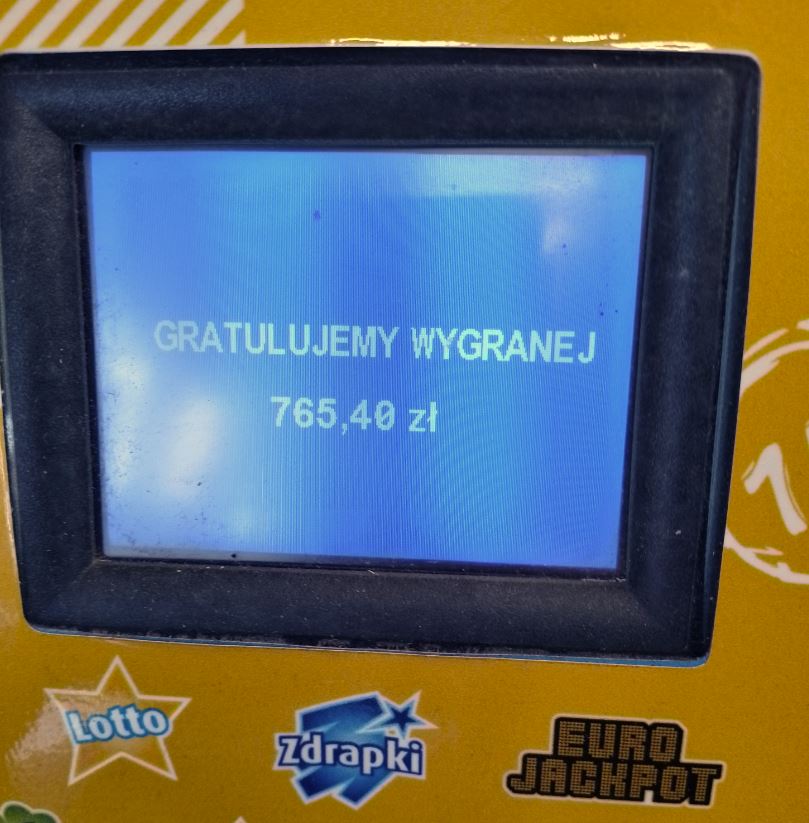 GRATULUJEMY WYGRANEJ
765,40 zł
Lotto
Zdrapki
EURO
JACKPOT